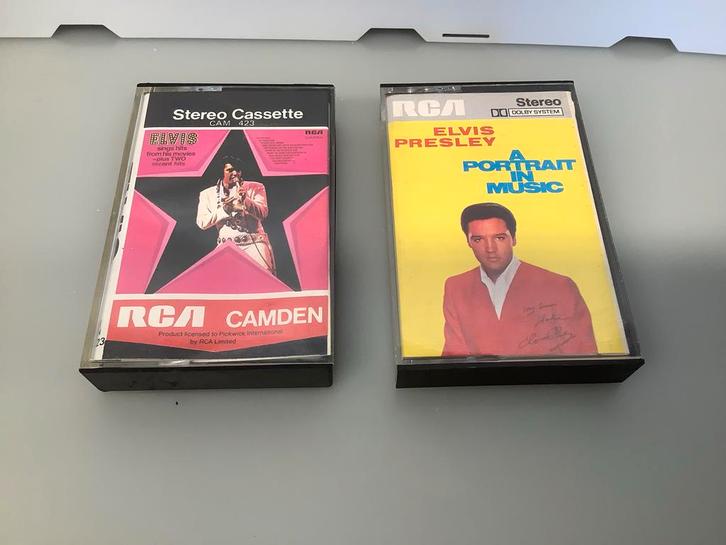 Stereo Cassette
CAM 423
ELVIS
sings hits
from his movies
-plus TWO
recent hits
RCA
RCA CAMDEN
Product licensed to Pickwick International
by RCA Limited
RCA Stereo
DOLBY SYSTEM
ELVIS
PRESLEY
A
PORTRAIT
IN
MUSIC